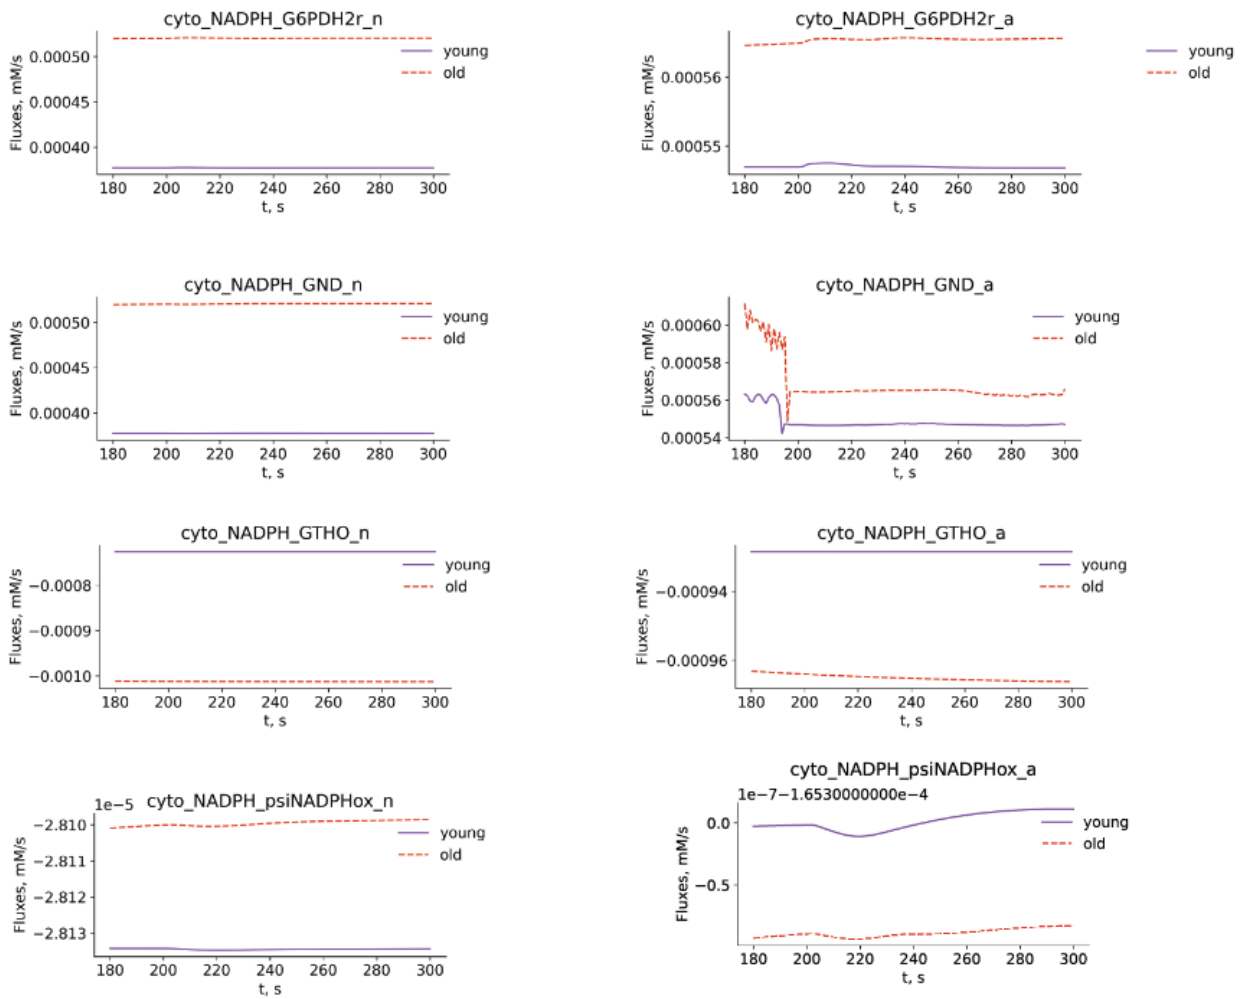 cyto_NADPH_G6PDH2r_n
Fluxes, mM/s
0.00050
0.00045
0.00040
young
old
180 200 220 240 260 280 300
t, s
cyto_NADPH_G6PDH2r_a
Fluxes, mM/s
0.00056
0.00055
young
old
180 200 220 240 260 280 300
t, s
cyto_NADPH_GND_n
Fluxes, mM/s
0.00050
0.00045
0.00040
young
old
180 200 220 240 260 280 300
t, s
cyto_NADPH_GND_a
Fluxes, mM/s
0.00060
0.00058
0.00056
0.00054
young
old
180 200 220 240 260 280 300
t, s
cyto_NADPH_GTHO_n
Fluxes, mM/s
−0.0008
−0.0009
−0.0010
young
old
180 200 220 240 260 280 300
t, s
cyto_NADPH_GTHO_a
Fluxes, mM/s
−0.00094
−0.00096
young
old
180 200 220 240 260 280 300
t, s
cyto_NADPH_psiNADPHox_n
1e−5
Fluxes, mM/s
−2.810
−2.811
−2.812
−2.813
young
old
180 200 220 240 260 280 300
t, s
cyto_NADPH_psiNADPHox_a
1e−7−1.6530000000e−4
Fluxes, mM/s
0.0
−0.5
young
old
180 200 220 240 260 280 300
t, s